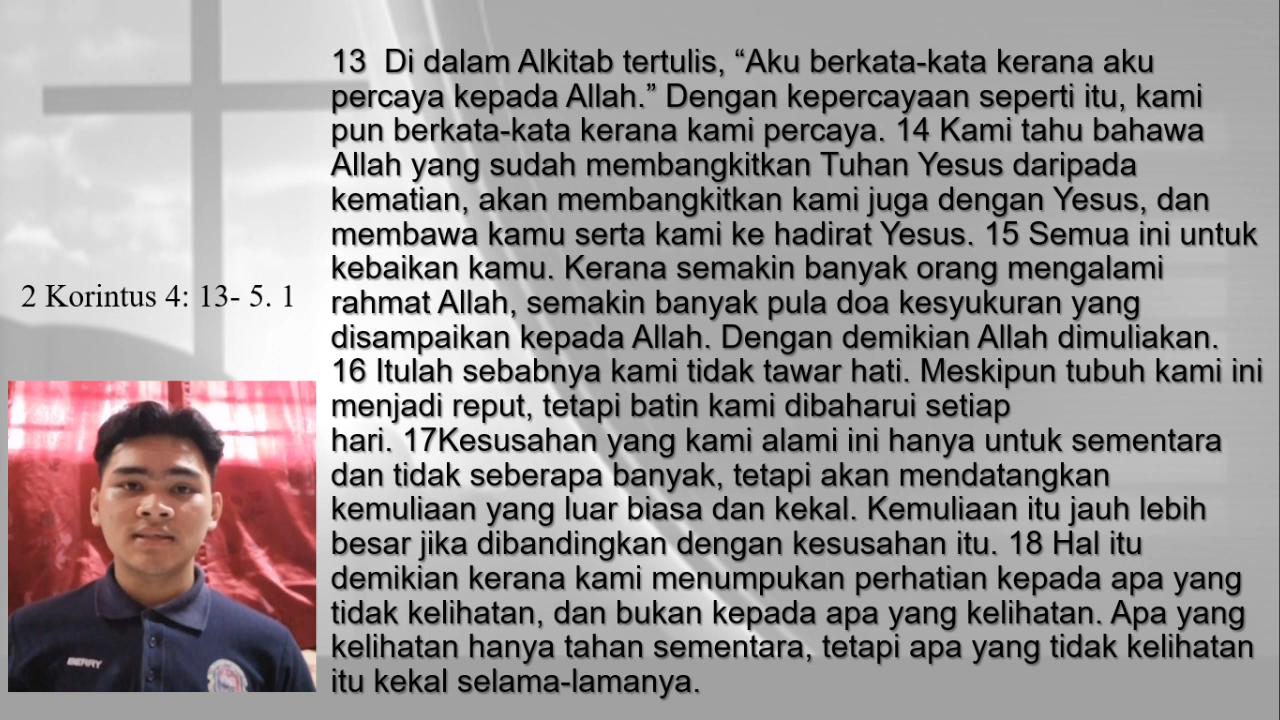 2 Korintus 4: 13- 5. 1
13  Di dalam Alkitab tertulis, “Aku berkata-kata kerana aku
percaya kepada Allah.” Dengan kepercayaan seperti itu, kami
pun berkata-kata kerana kami percaya. 14 Kami tahu bahawa
Allah yang sudah membangkitkan Tuhan Yesus daripada
kematian, akan membangkitkan kami juga dengan Yesus, dan
membawa kamu serta kami ke hadirat Yesus. 15 Semua ini untuk
kebaikan kamu. Kerana semakin banyak orang mengalami
rahmat Allah, semakin banyak pula doa kesyukuran yang
disampaikan kepada Allah. Dengan demikian Allah dimuliakan.
16 Itulah sebabnya kami tidak tawar hati. Meskipun tubuh kami ini
menjadi reput, tetapi batin kami dibaharui setiap
hari. 17Kesusahan yang kami alami ini hanya untuk sementara
dan tidak seberapa banyak, tetapi akan mendatangkan
kemuliaan yang luar biasa dan kekal. Kemuliaan itu jauh lebih
besar jika dibandingkan dengan kesusahan itu. 18 Hal itu
demikian kerana kami menumpukan perhatian kepada apa yang
tidak kelihatan, dan bukan kepada apa yang kelihatan. Apa yang
kelihatan hanya tahan sementara, tetapi apa yang tidak kelihatan
itu kekal selama-lamanya.
BERRY